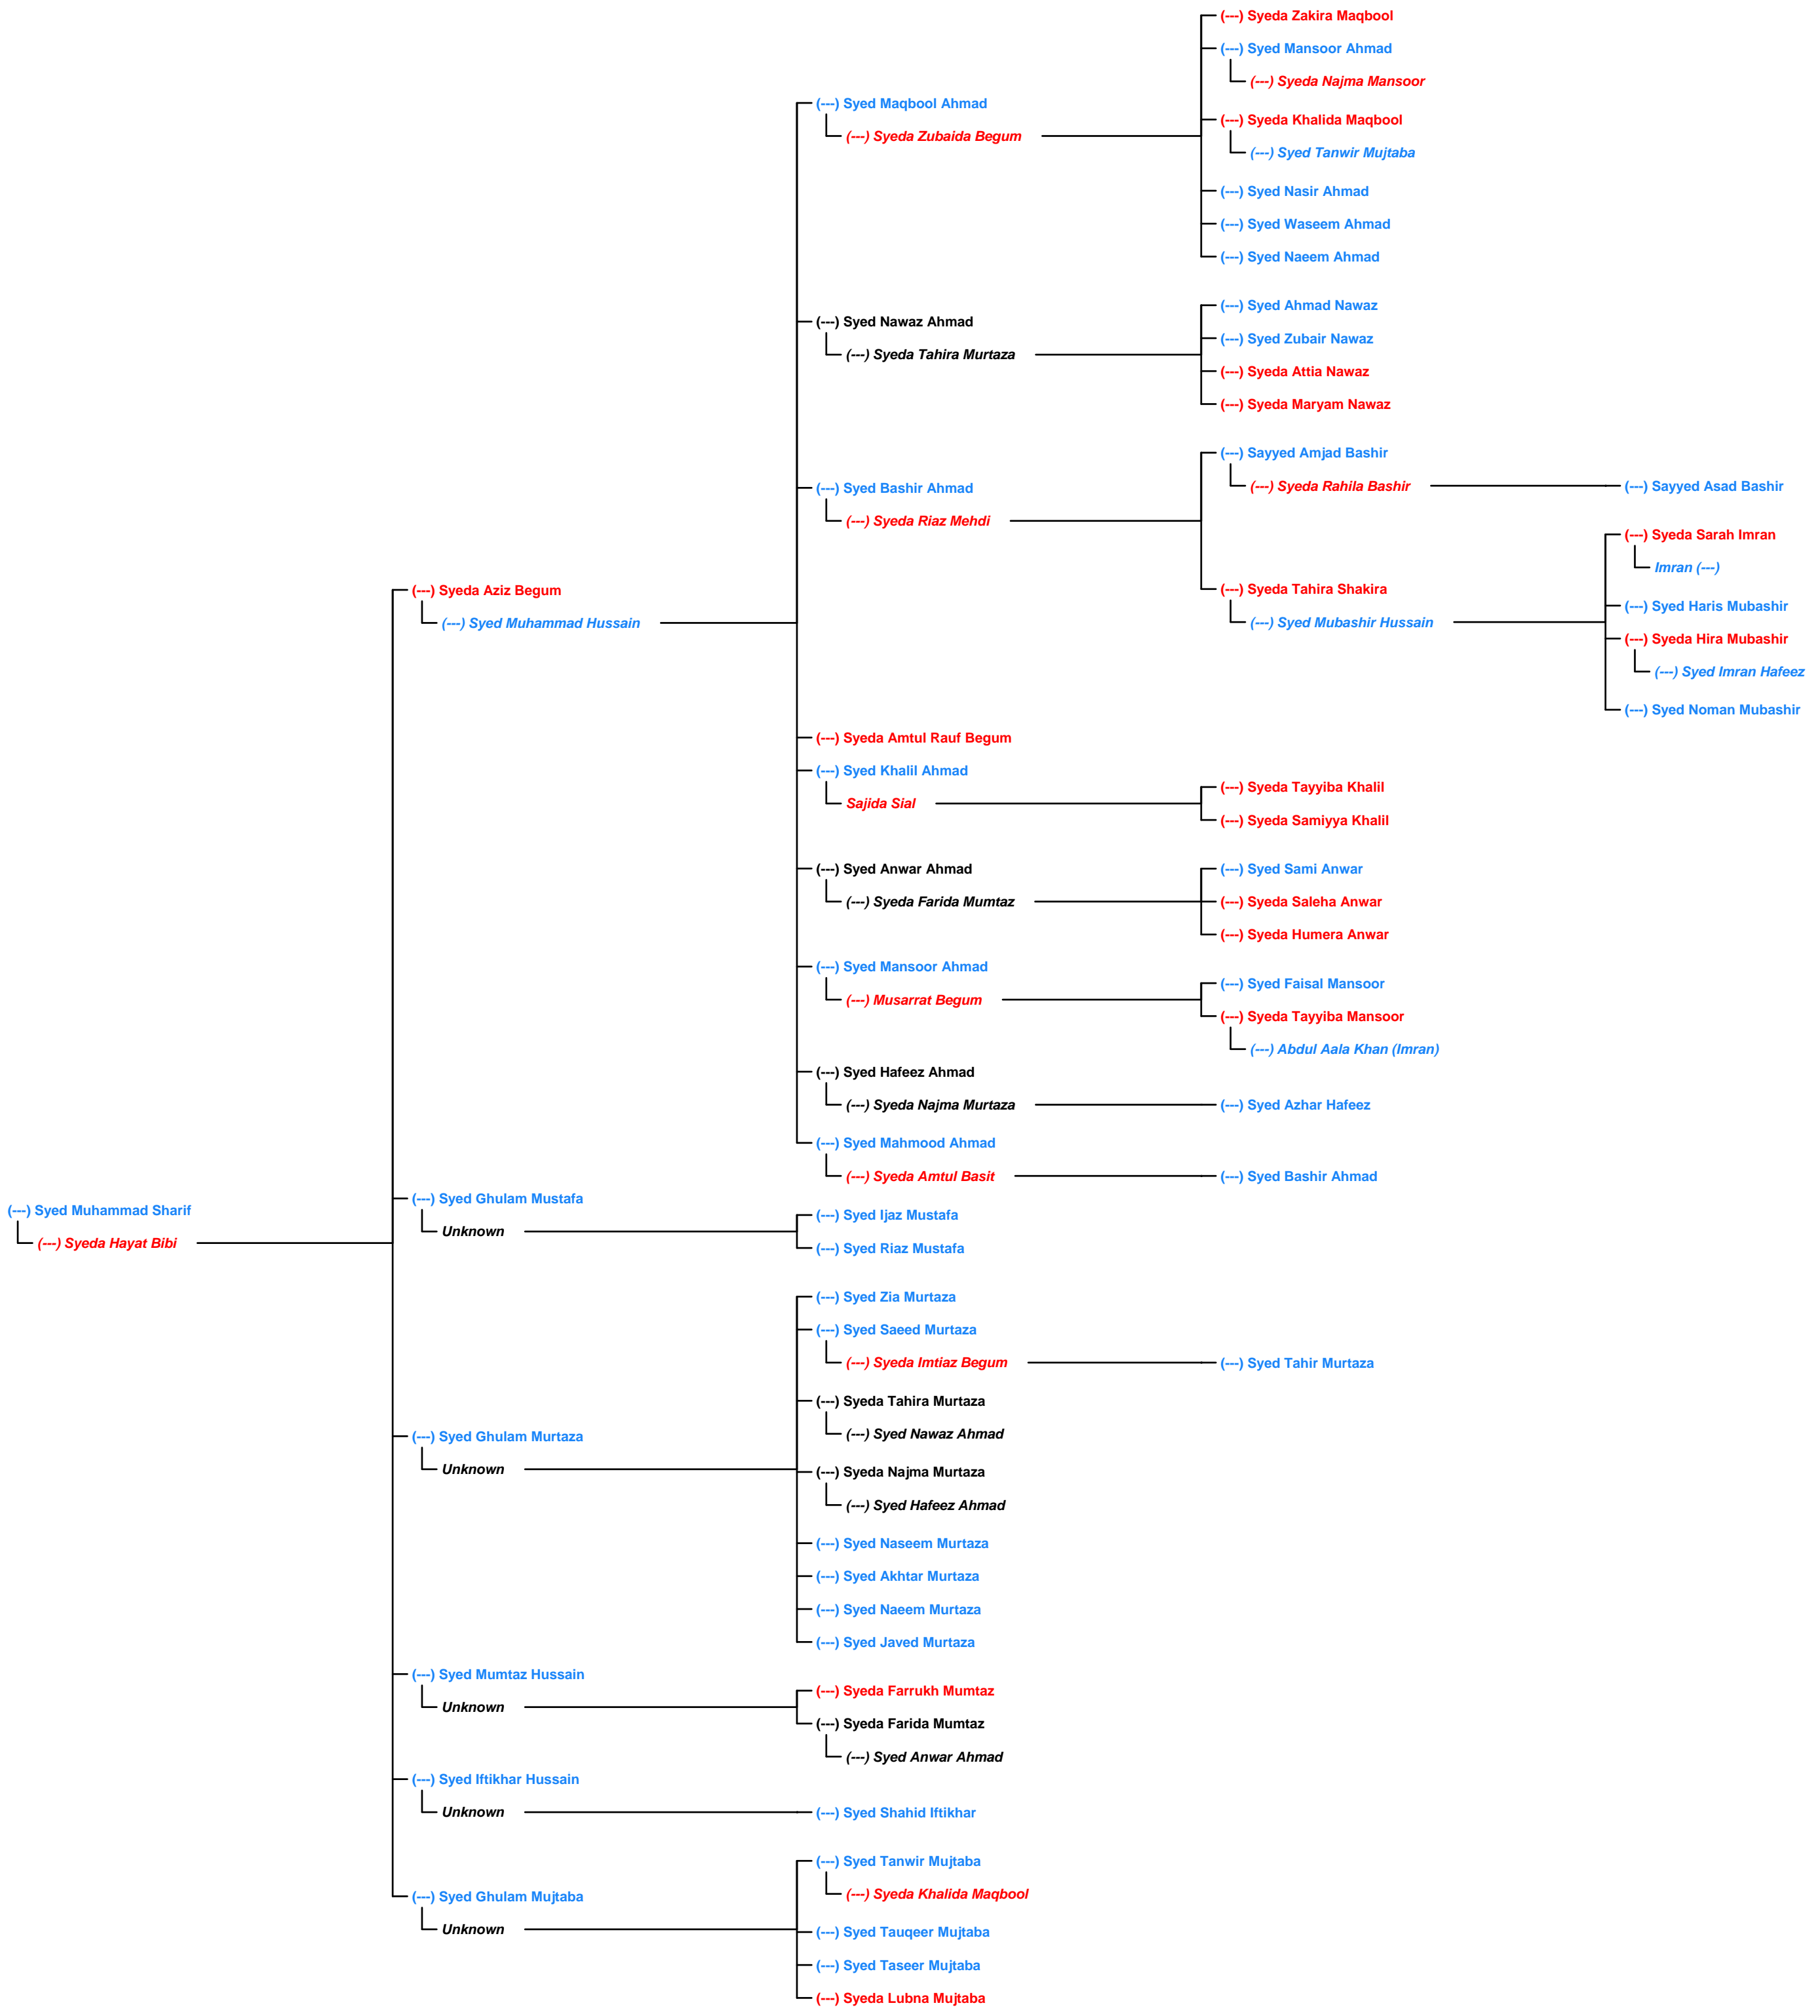 (---) Syeda Zakira Maqbool
(---) Syed Mansoor Ahmad
(---) Syeda Najma Mansoor
(---) Syed Maqbool Ahmad
(---) Syeda Khalida Maqbool
(---) Syeda Zubaida Begum
(---) Syed Tanwir Mujtaba
(---) Syed Nasir Ahmad
(---) Syed Waseem Ahmad
(---) Syed Naeem Ahmad
(---) Syed Ahmad Nawaz
(---) Syed Nawaz Ahmad
(---) Syed Zubair Nawaz
(---) Syeda Tahira Murtaza
(---) Syeda Attia Nawaz
(---) Syeda Maryam Nawaz
(---) Sayyed Amjad Bashir
(---) Syed Bashir Ahmad
(---) Syeda Rahila Bashir
(---) Sayyed Asad Bashir
(---) Syeda Riaz Mehdi
(---) Syeda Sarah Imran
Imran (---)
(---) Syeda Aziz Begum
(---) Syeda Tahira Shakira
(---) Syed Haris Mubashir
(---) Syed Muhammad Hussain
(---) Syed Mubashir Hussain
(---) Syeda Hira Mubashir
(---) Syed Imran Hafeez
(---) Syed Noman Mubashir
(---) Syeda Amtul Rauf Begum
(---) Syed Khalil Ahmad
(---) Syeda Tayyiba Khalil
Sajida Sial
(---) Syeda Samiyya Khalil
(---) Syed Anwar Ahmad
(---) Syed Sami Anwar
(---) Syeda Farida Mumtaz
(---) Syeda Saleha Anwar
(---) Syeda Humera Anwar
(---) Syed Mansoor Ahmad
(---) Syed Faisal Mansoor
(---) Musarrat Begum
(---) Syeda Tayyiba Mansoor
(---) Abdul Aala Khan (Imran)
(---) Syed Hafeez Ahmad
(---) Syeda Najma Murtaza
(---) Syed Azhar Hafeez
(---) Syed Mahmood Ahmad
(---) Syeda Amtul Basit
(---) Syed Bashir Ahmad
(---) Syed Ghulam Mustafa
(---) Syed Muhammad Sharif
(---) Syed Ijaz Mustafa
Unknown
(---) Syeda Hayat Bibi
(---) Syed Riaz Mustafa
(---) Syed Zia Murtaza
(---) Syed Saeed Murtaza
(---) Syeda Imtiaz Begum
(---) Syed Tahir Murtaza
(---) Syeda Tahira Murtaza
(---) Syed Nawaz Ahmad
(---) Syed Ghulam Murtaza
Unknown
(---) Syeda Najma Murtaza
(---) Syed Hafeez Ahmad
(---) Syed Naseem Murtaza
(---) Syed Akhtar Murtaza
(---) Syed Naeem Murtaza
(---) Syed Javed Murtaza
(---) Syed Mumtaz Hussain
(---) Syeda Farrukh Mumtaz
Unknown
(---) Syeda Farida Mumtaz
(---) Syed Anwar Ahmad
(---) Syed Iftikhar Hussain
Unknown
(---) Syed Shahid Iftikhar
(---) Syed Tanwir Mujtaba
(---) Syed Ghulam Mujtaba
(---) Syeda Khalida Maqbool
Unknown
(---) Syed Tauqeer Mujtaba
(---) Syed Taseer Mujtaba
(---) Syeda Lubna Mujtaba